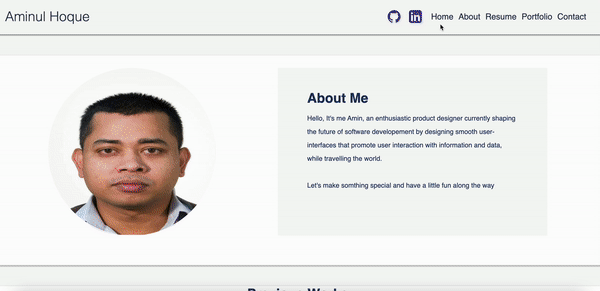 Aminul Hoque
in Home About Resume Portfolio Contact
About Me
Hello, It's me Amin, an enthusiastic product designer currently shaping
the future of software developement by designing smooth user-
interfaces that promote user interaction with information and data,
while travelling the world.
Let's make somthing special and have a little fun along the way